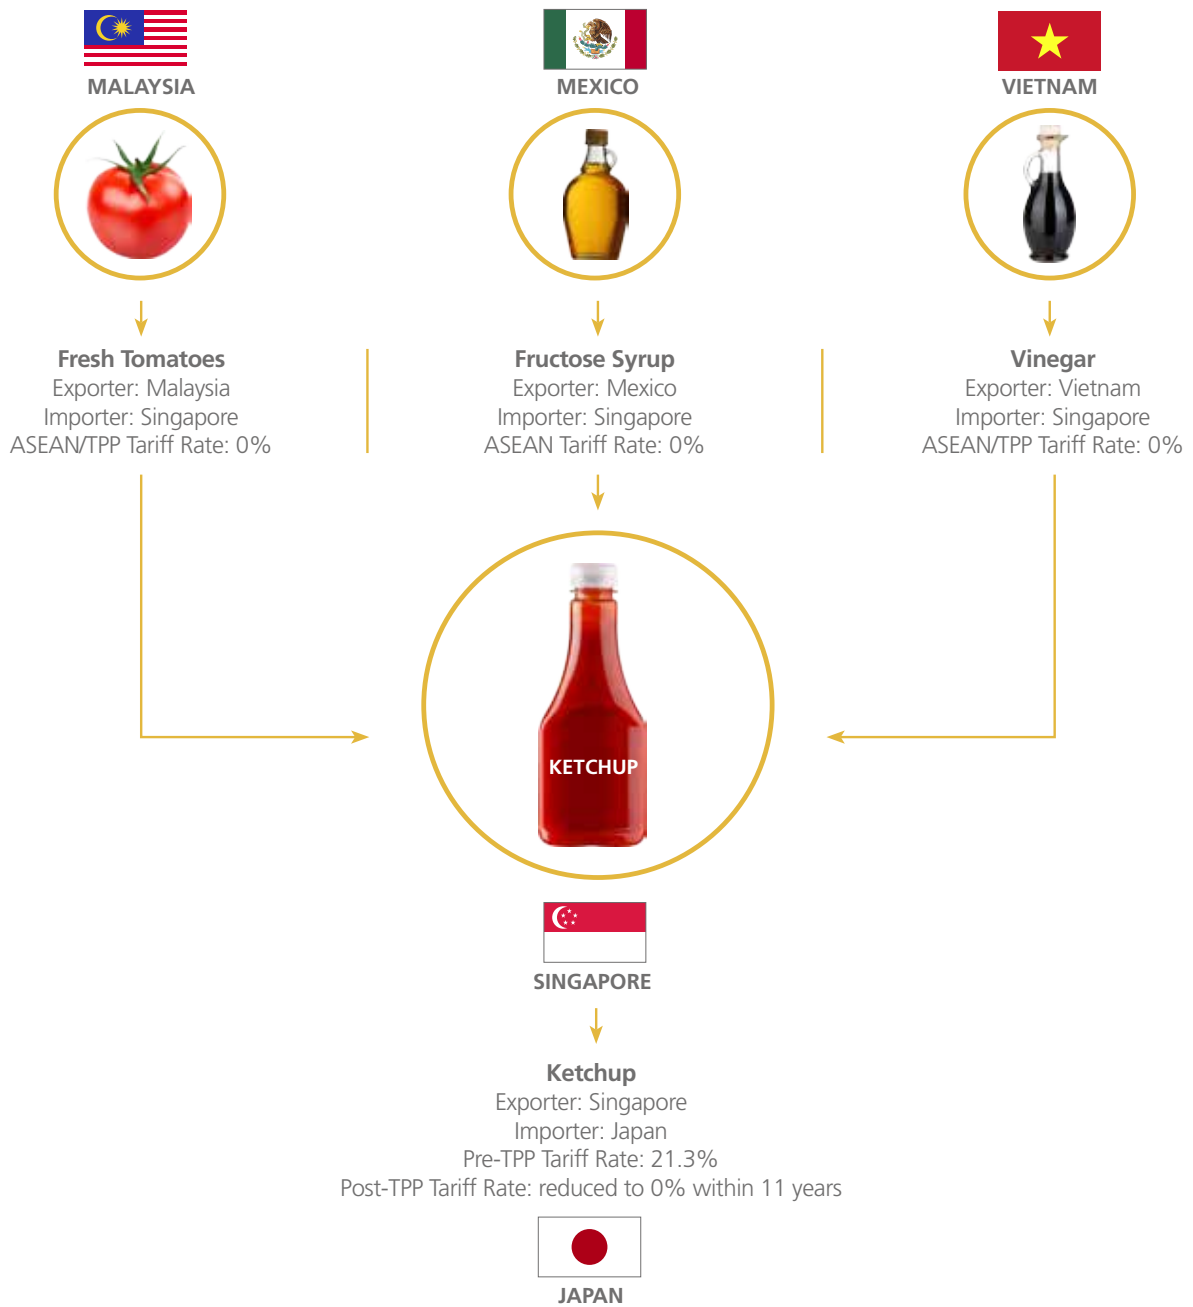 MALAYSIA
MEXICO
VIETNAM
Fresh Tomatoes
Exporter: Malaysia
Importer: Singapore
ASEAN/TPP Tariff Rate: 0%
Fructose Syrup
Exporter: Mexico
Importer: Singapore
ASEAN Tariff Rate: 0%
Vinegar
Exporter: Vietnam
Importer: Singapore
ASEAN/TPP Tariff Rate: 0%
KETCHUP
SINGAPORE
Ketchup
Exporter: Singapore
Importer: Japan
Pre-TPP Tariff Rate: 21.3%
Post-TPP Tariff Rate: reduced to 0% within 11 years
JAPAN